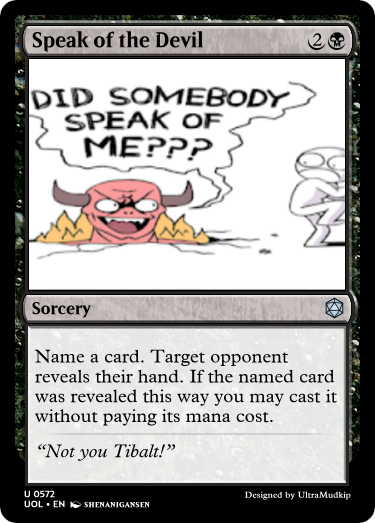 Speak of the Devil 2
DID SOMEBODY
SPEAK OF
ME???
Sorcery
Name a card. Target opponent
reveals their hand. If the named card
was revealed this way you may cast it
without paying its mana cost.
“Not you Tibalt!”
U 0572
UOL • EN SHENANIGANSEN
Designed by UltraMudkip